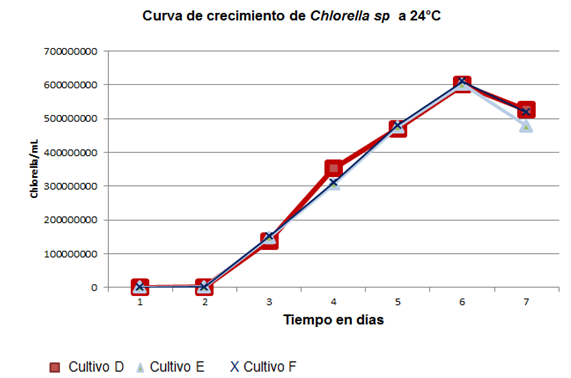 Curva de crecimiento de Chlorella sp a 24°C
700000000
600000000
500000000
400000000
300000000
200000000
100000000
0
Chlorella/mL
1 2 3 4 5 6 7
Tiempo en días
Cultivo D Cultivo E Cultivo F